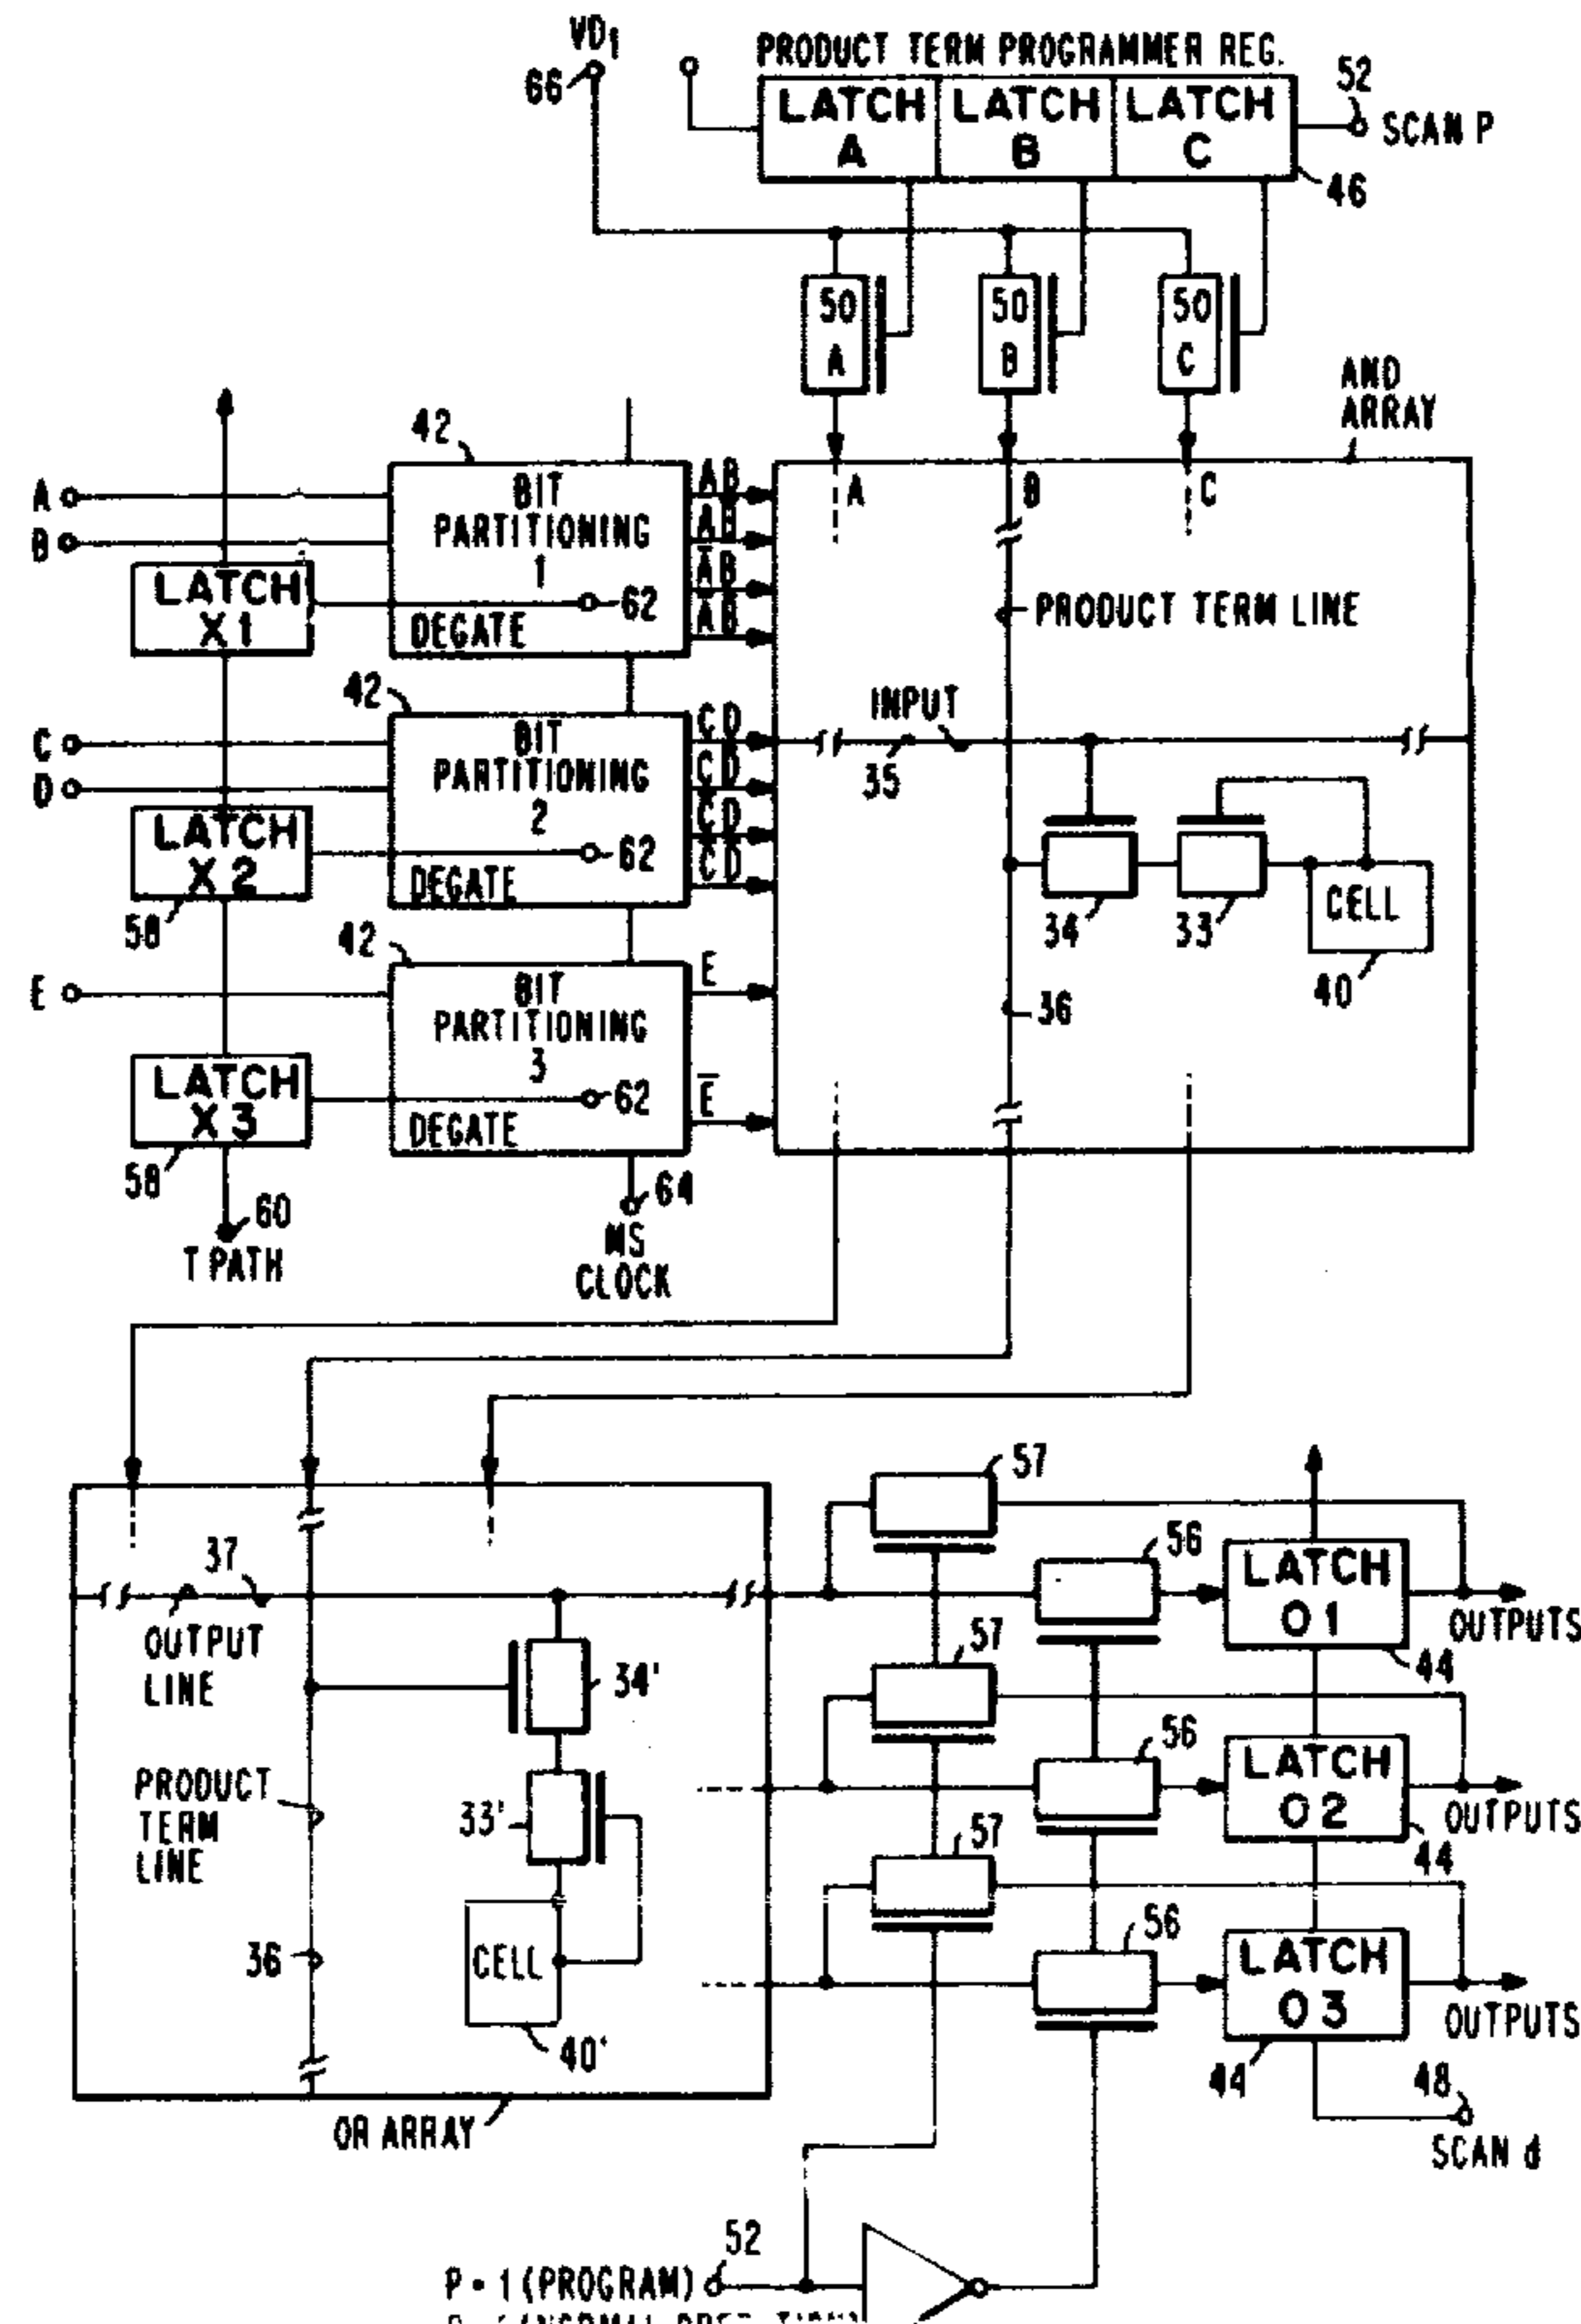 VD1
66
PRODUCT TERM PROGRAMMER REG.
52
LATCH A
LATCH B
LATCH C
SCAN P
46
50 A
50 B
50 C
AND ARRAY
42
A
B
BIT PARTITIONING 1
62
DEGATE
LATCH X1
AB
AB̅
A̅B
A̅B̅
A
B
C
PRODUCT TERM LINE
42
C
D
BIT PARTITIONING 2
62
DEGATE
LATCH X2
58
CD
CD̅
C̅D
C̅D̅
INPUT
35
34
33
CELL
40
36
42
E
BIT PARTITIONING 3
62
DEGATE
LATCH X3
58
E
E̅
60
T PATH
64
MS CLOCK
37
OUTPUT LINE
34'
PRODUCT TERM LINE
33'
36
CELL
40'
OR ARRAY
57
56
LATCH O1
OUTPUTS
44
57
56
LATCH O2
OUTPUTS
44
57
56
LATCH O3
OUTPUTS
44
48
SCAN d
52
P = 1 (PROGRAM)